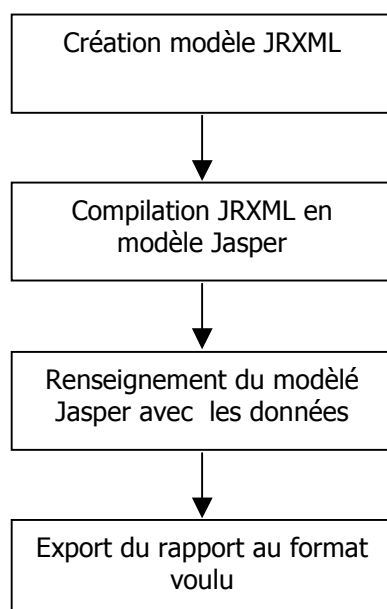 Création modèle JRXML
Compilation JRXML en
modèle Jasper
Renseignement du modèlé
Jasper avec les données
Export du rapport au format
voulu